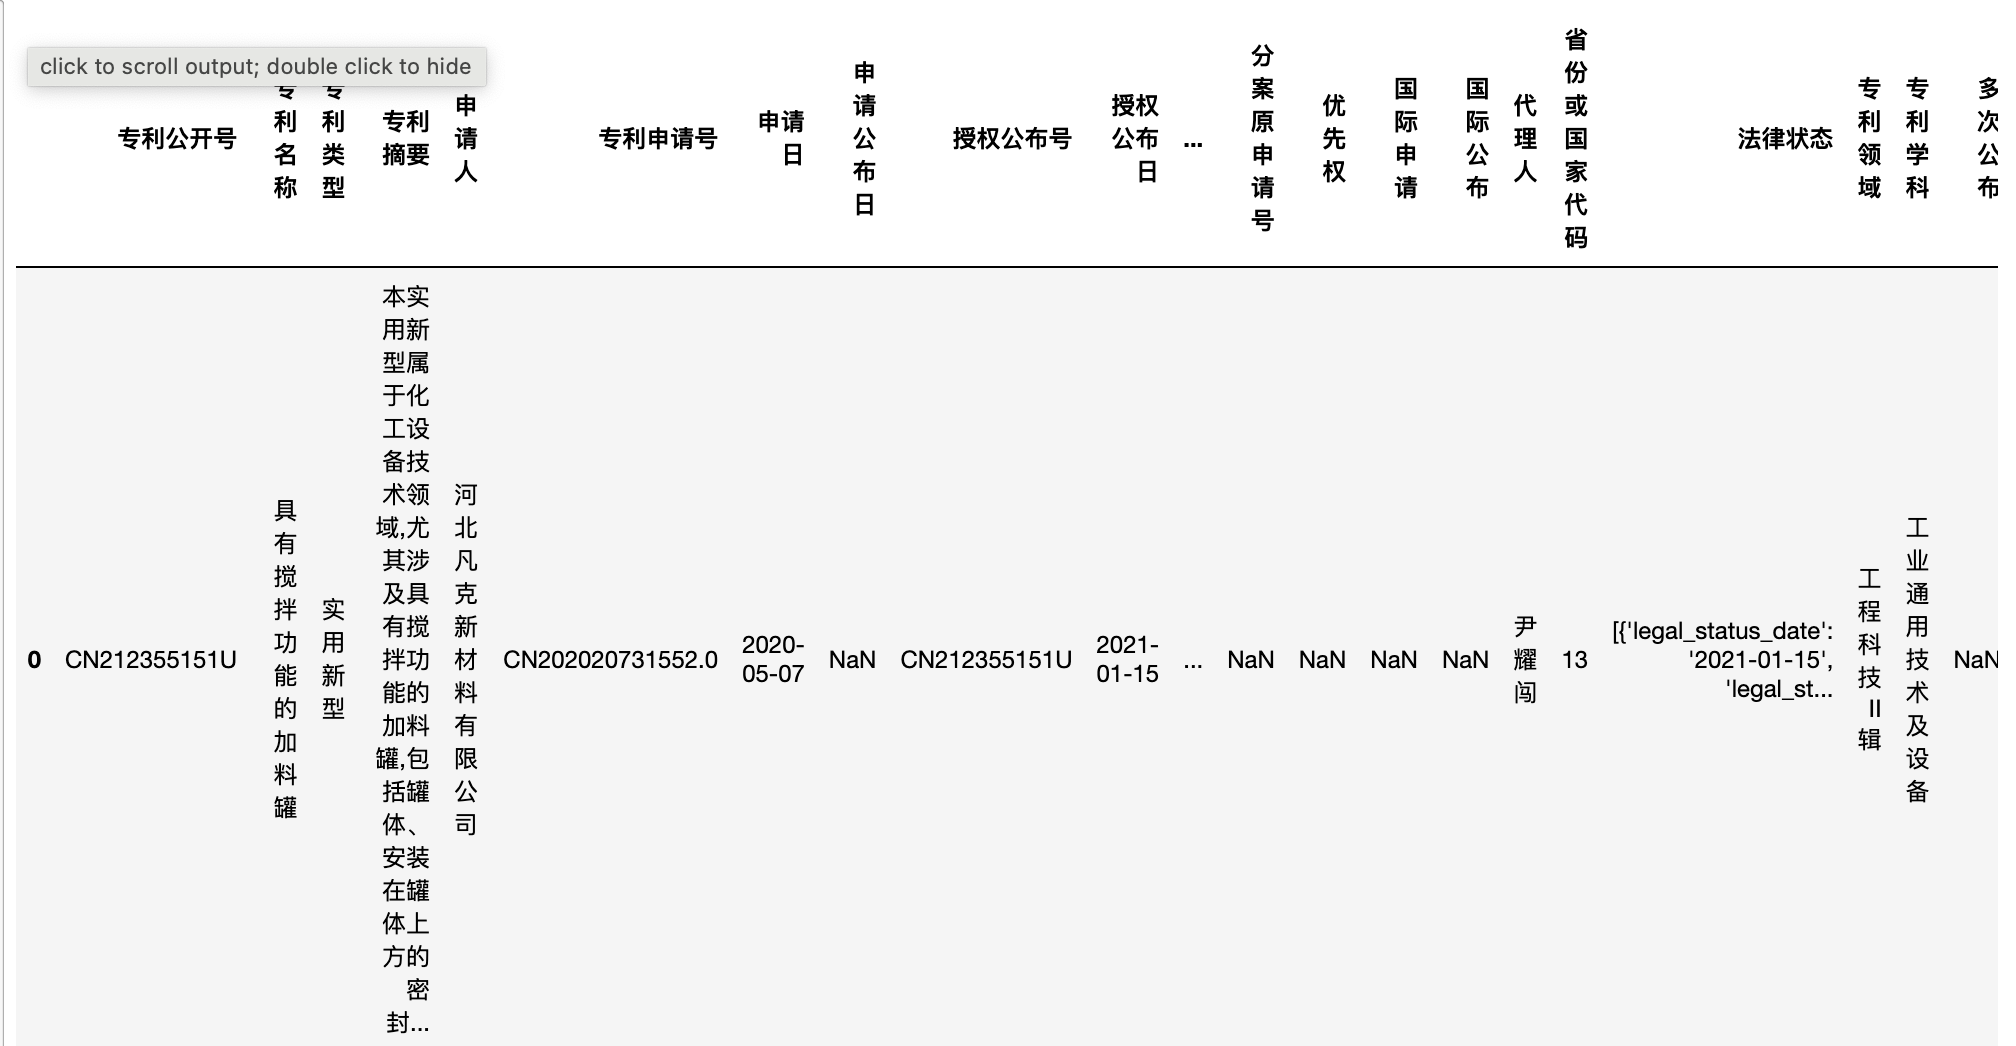 click to scroll output; double click to hide
专利公开号
专利名称
专利类型
专利
摘要
申请人
专利申请号
申请
日
申请公布日
授权公布号
授权
公布
日
...
分案原申请号
优先权
国际申请
国际公布
代理人
省份或国家代码
法律状态
专利领域
专利学科
多次公布
0
CN212355151U
具有搅拌功能的加料罐
实用新型
本实
用新
型属
于化
工设
备技
术领
域,尤
其涉
及具
有搅
拌功
能的
加料
罐,包
括罐
体、
安装
在罐
体上
方的
密
封...
河北凡克新材料有限公司
CN202020731552.0
2020-
05-07
NaN
CN212355151U
2021-
01-15
...
NaN
NaN
NaN
NaN
尹耀闯
13
[{'legal_status_date':
'2021-01-15',
'legal_st...
工程科技Ⅱ辑
工业通用技术及设备
NaN